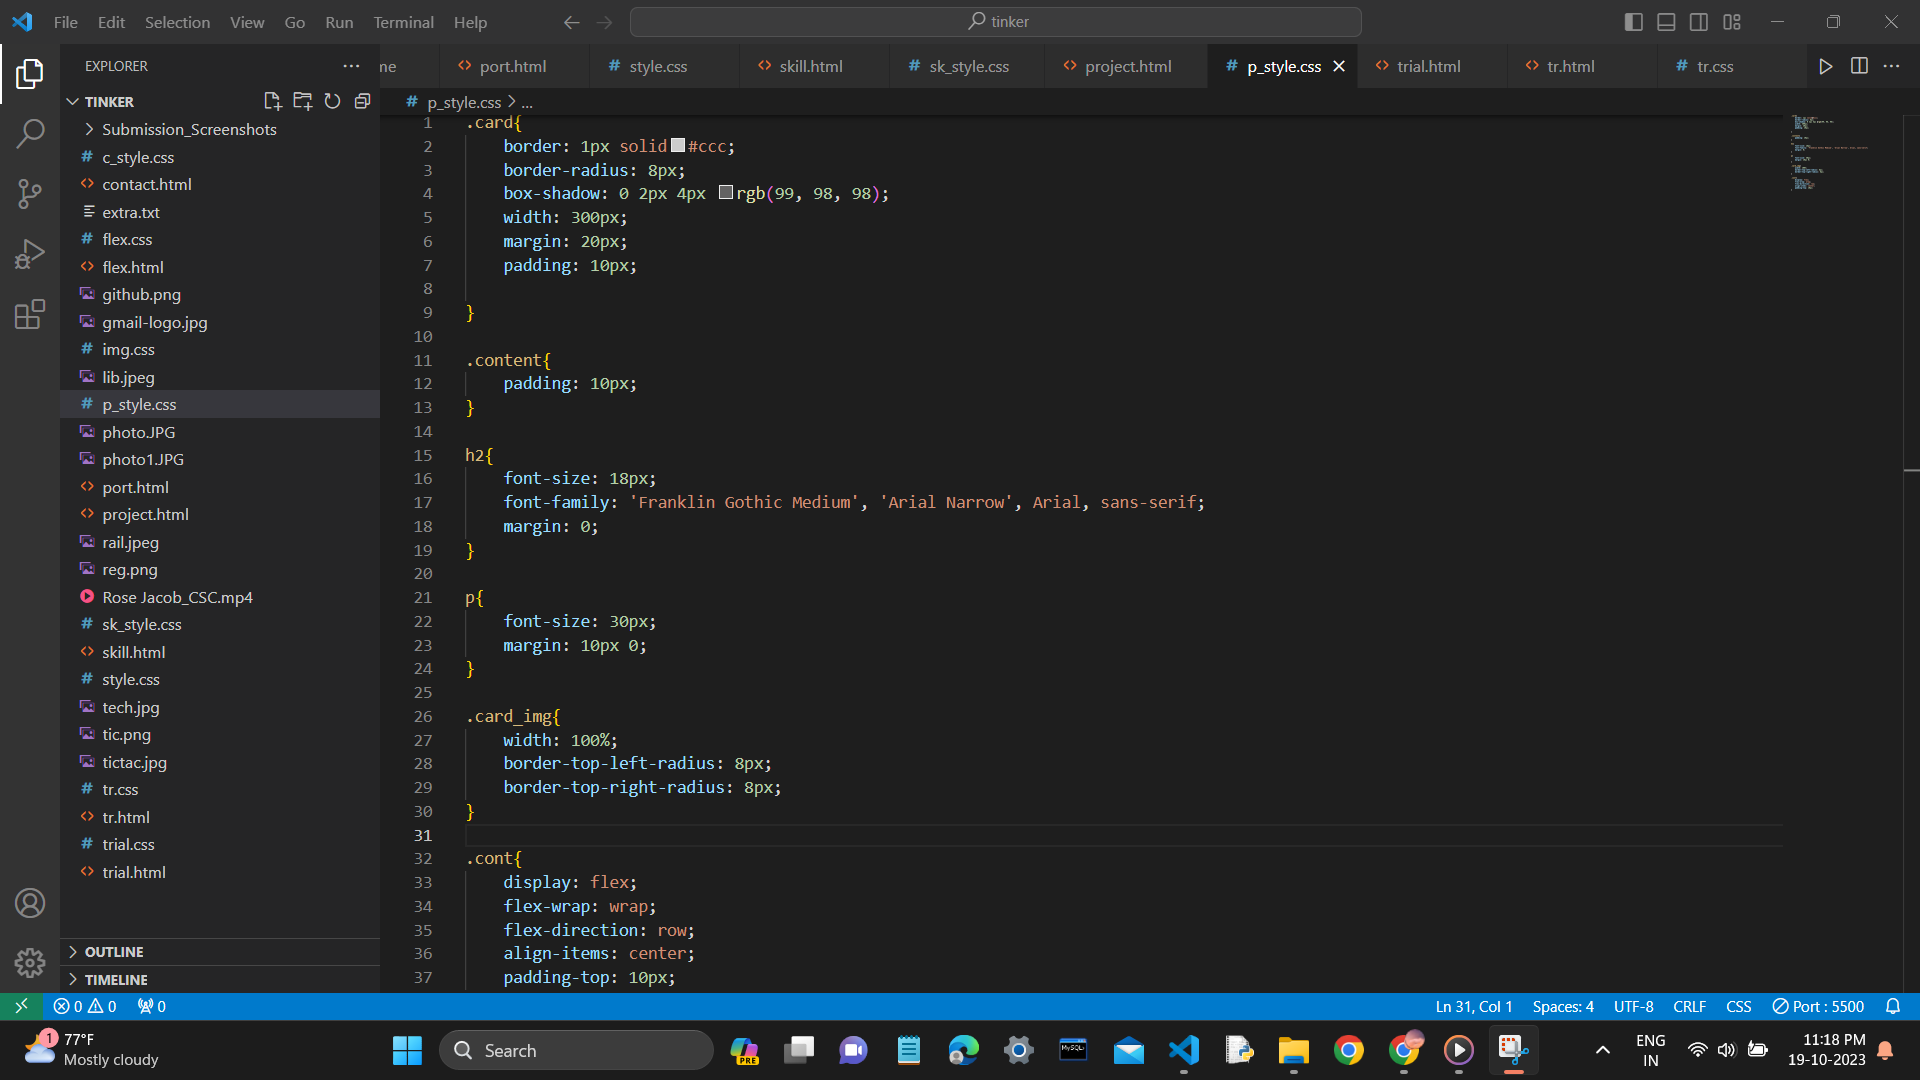 File Edit Selection View Go Run Terminal Help
tinker
EXPLORER
me
port.html
style.css
skill.html
sk_style.css
project.html
p_style.css
trial.html
tr.html
tr.css
TINKER
p_style.css > ...
Submission_Screenshots
c_style.css
contact.html
extra.txt
flex.css
flex.html
github.png
gmail-logo.jpg
img.css
lib.jpeg
p_style.css
photo.JPG
photo1.JPG
port.html
project.html
rail.jpeg
reg.png
Rose Jacob_CSC.mp4
sk_style.css
skill.html
style.css
tech.jpg
tic.png
tictac.jpg
tr.css
tr.html
trial.css
trial.html
OUTLINE
TIMELINE
1 .card{
2 border: 1px solid #ccc;
3 border-radius: 8px;
4 box-shadow: 0 2px 4px rgb(99, 98, 98);
5 width: 300px;
6 margin: 20px;
7 padding: 10px;
8
9 }
10
11 .content{
12 padding: 10px;
13 }
14
15 h2{
16 font-size: 18px;
17 font-family: 'Franklin Gothic Medium', 'Arial Narrow', Arial, sans-serif;
18 margin: 0;
19 }
20
21 p{
22 font-size: 30px;
23 margin: 10px 0;
24 }
25
26 .card_img{
27 width: 100%;
28 border-top-left-radius: 8px;
29 border-top-right-radius: 8px;
30 }
31
32 .cont{
33 display: flex;
34 flex-wrap: wrap;
35 flex-direction: row;
36 align-items: center;
37 padding-top: 10px;
0 0 0
Ln 31, Col 1 Spaces: 4 UTF-8 CRLF CSS Port : 5500
1
77°F
Mostly cloudy
Search
PRE
MySQL
ENG
IN
11:18 PM
19-10-2023